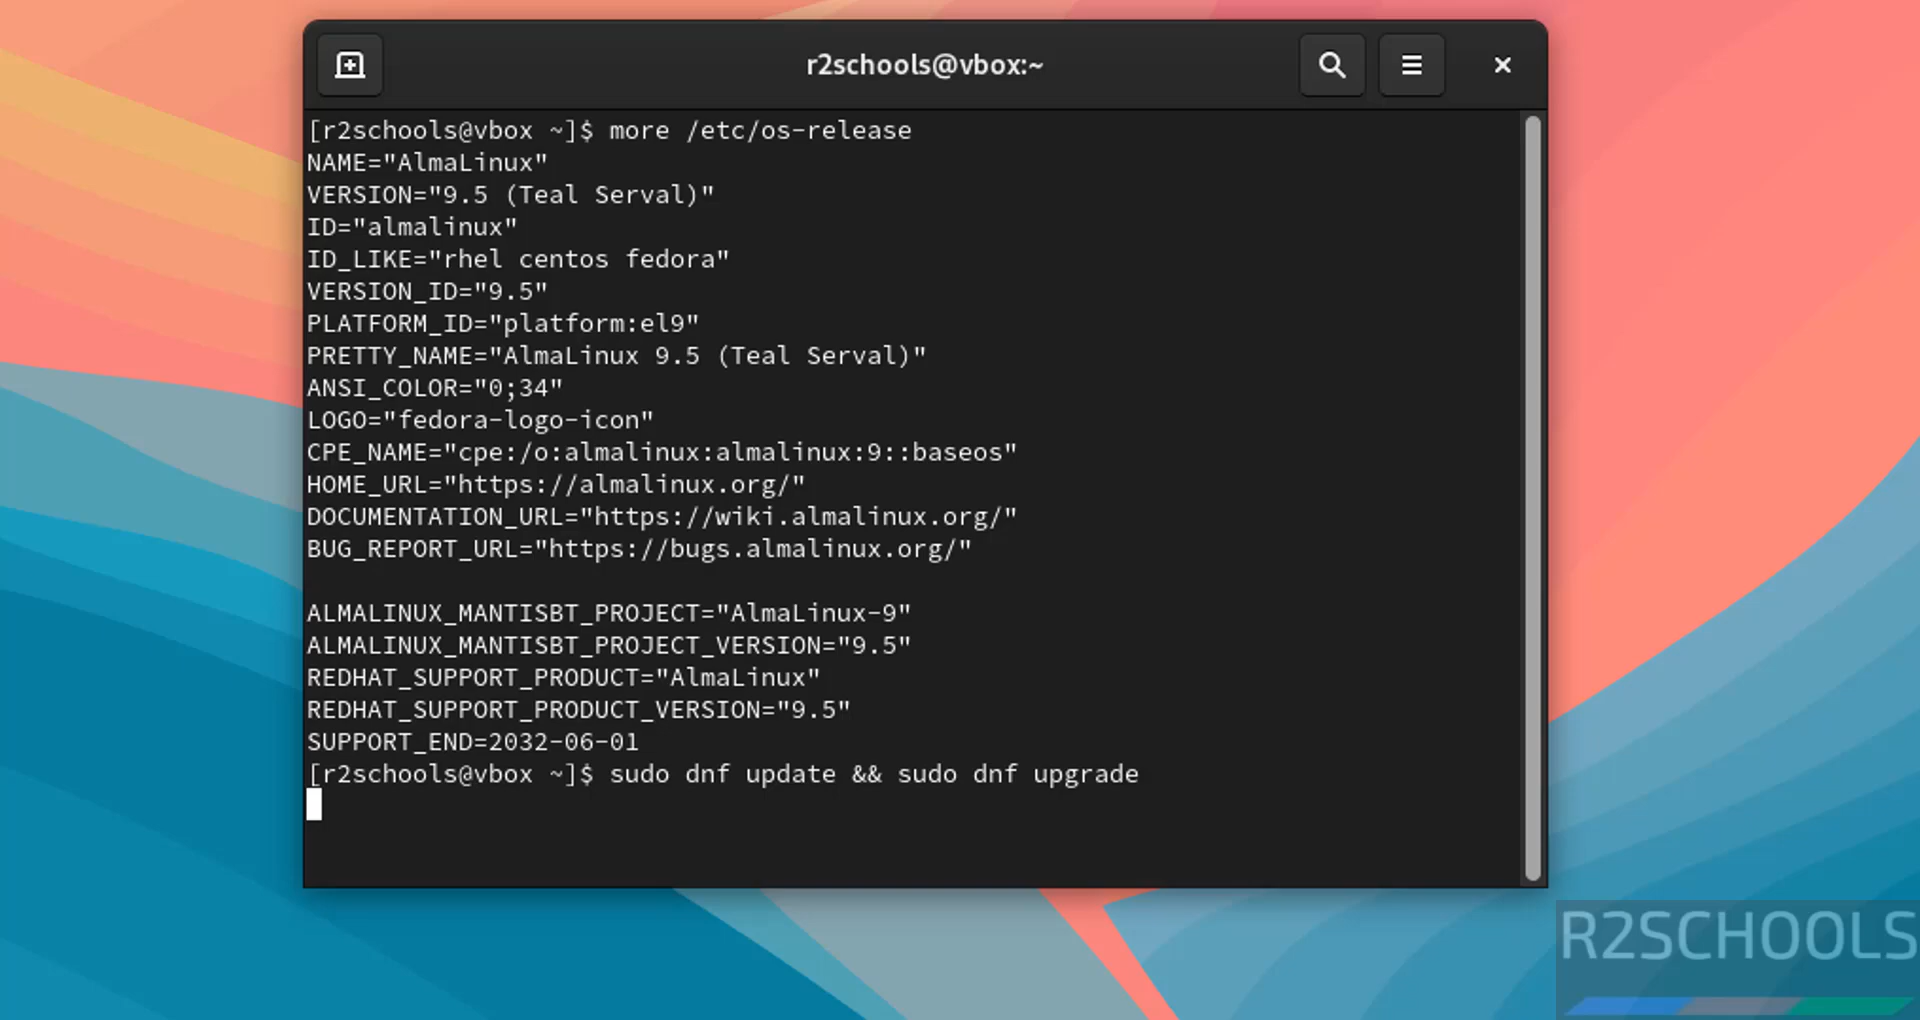 r2schools@vbox:~
[r2schools@vbox ~]$ more /etc/os-release
NAME="AlmaLinux"
VERSION="9.5 (Teal Serval)"
ID="almalinux"
ID_LIKE="rhel centos fedora"
VERSION_ID="9.5"
PLATFORM_ID="platform:el9"
PRETTY_NAME="AlmaLinux 9.5 (Teal Serval)"
ANSI_COLOR="0;34"
LOGO="fedora-logo-icon"
CPE_NAME="cpe:/o:almalinux:almalinux:9::baseos"
HOME_URL="https://almalinux.org/"
DOCUMENTATION_URL="https://wiki.almalinux.org/"
BUG_REPORT_URL="https://bugs.almalinux.org/"
ALMALINUX_MANTISBT_PROJECT="AlmaLinux-9"
ALMALINUX_MANTISBT_PROJECT_VERSION="9.5"
REDHAT_SUPPORT_PRODUCT="AlmaLinux"
REDHAT_SUPPORT_PRODUCT_VERSION="9.5"
SUPPORT_END=2032-06-01
[r2schools@vbox ~]$ sudo dnf update && sudo dnf upgrade
R2SCHOOLS